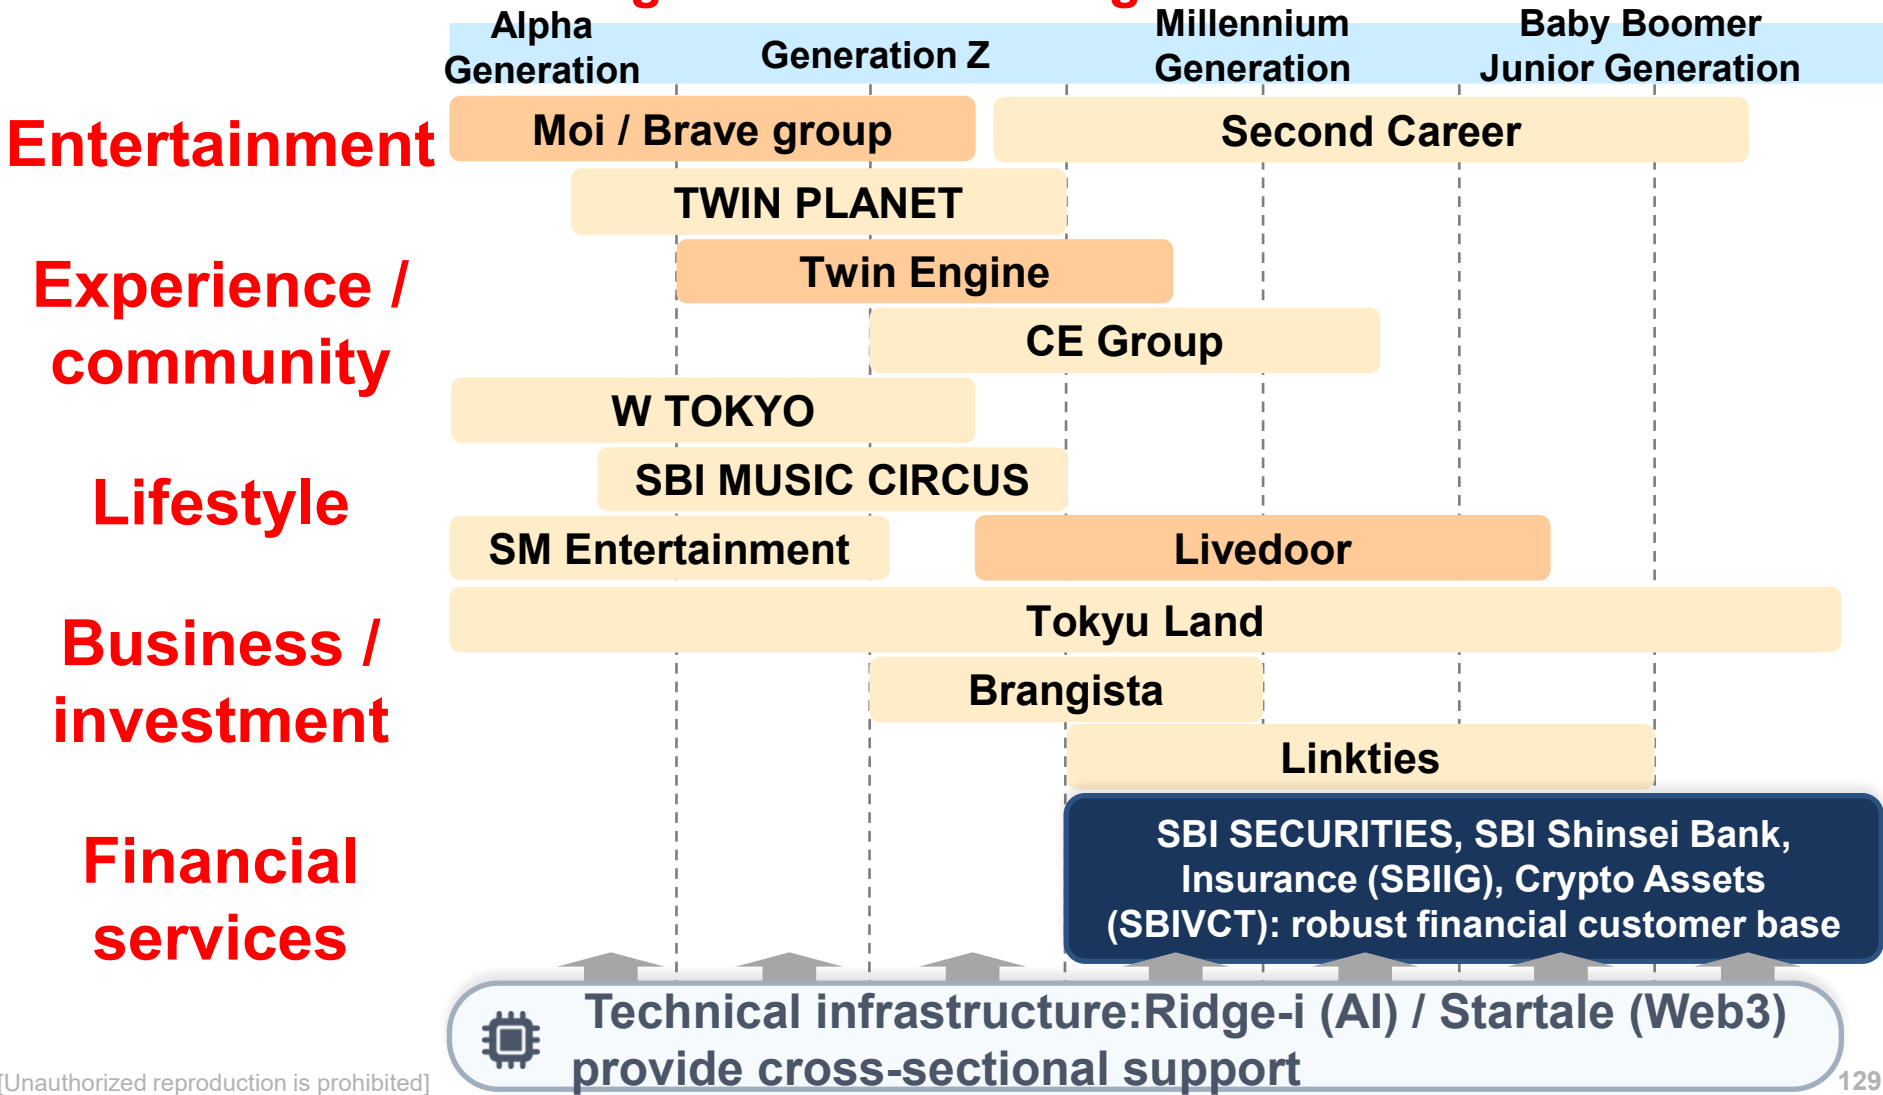 Alpha
Generation
Generation Z
Millennium
Generation
Baby Boomer
Junior Generation
Entertainment
Moi / Brave group
Second Career
TWIN PLANET
Experience /
community
Twin Engine
CE Group
W TOKYO
Lifestyle
SBI MUSIC CIRCUS
SM Entertainment
Livedoor
Business /
investment
Tokyu Land
Brangista
Linkties
Financial
services
SBI SECURITIES, SBI Shinsei Bank,
Insurance (SBIIG), Crypto Assets
(SBIVCT): robust financial customer base
Technical infrastructure:Ridge-i (AI) / Startale (Web3)
provide cross-sectional support
[Unauthorized reproduction is prohibited]
129